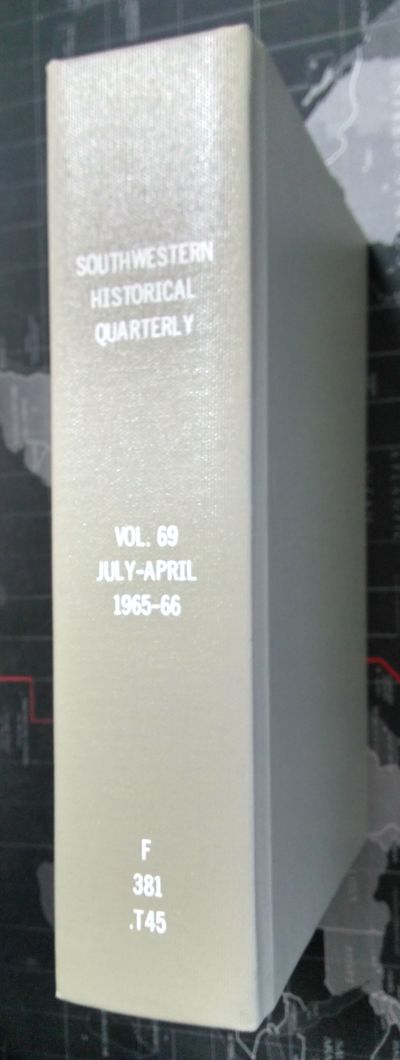 SOUTHWESTERN
HISTORICAL
QUARTERLY
VOL. 69
JULY-APRIL
1965-66
F
381
.T45